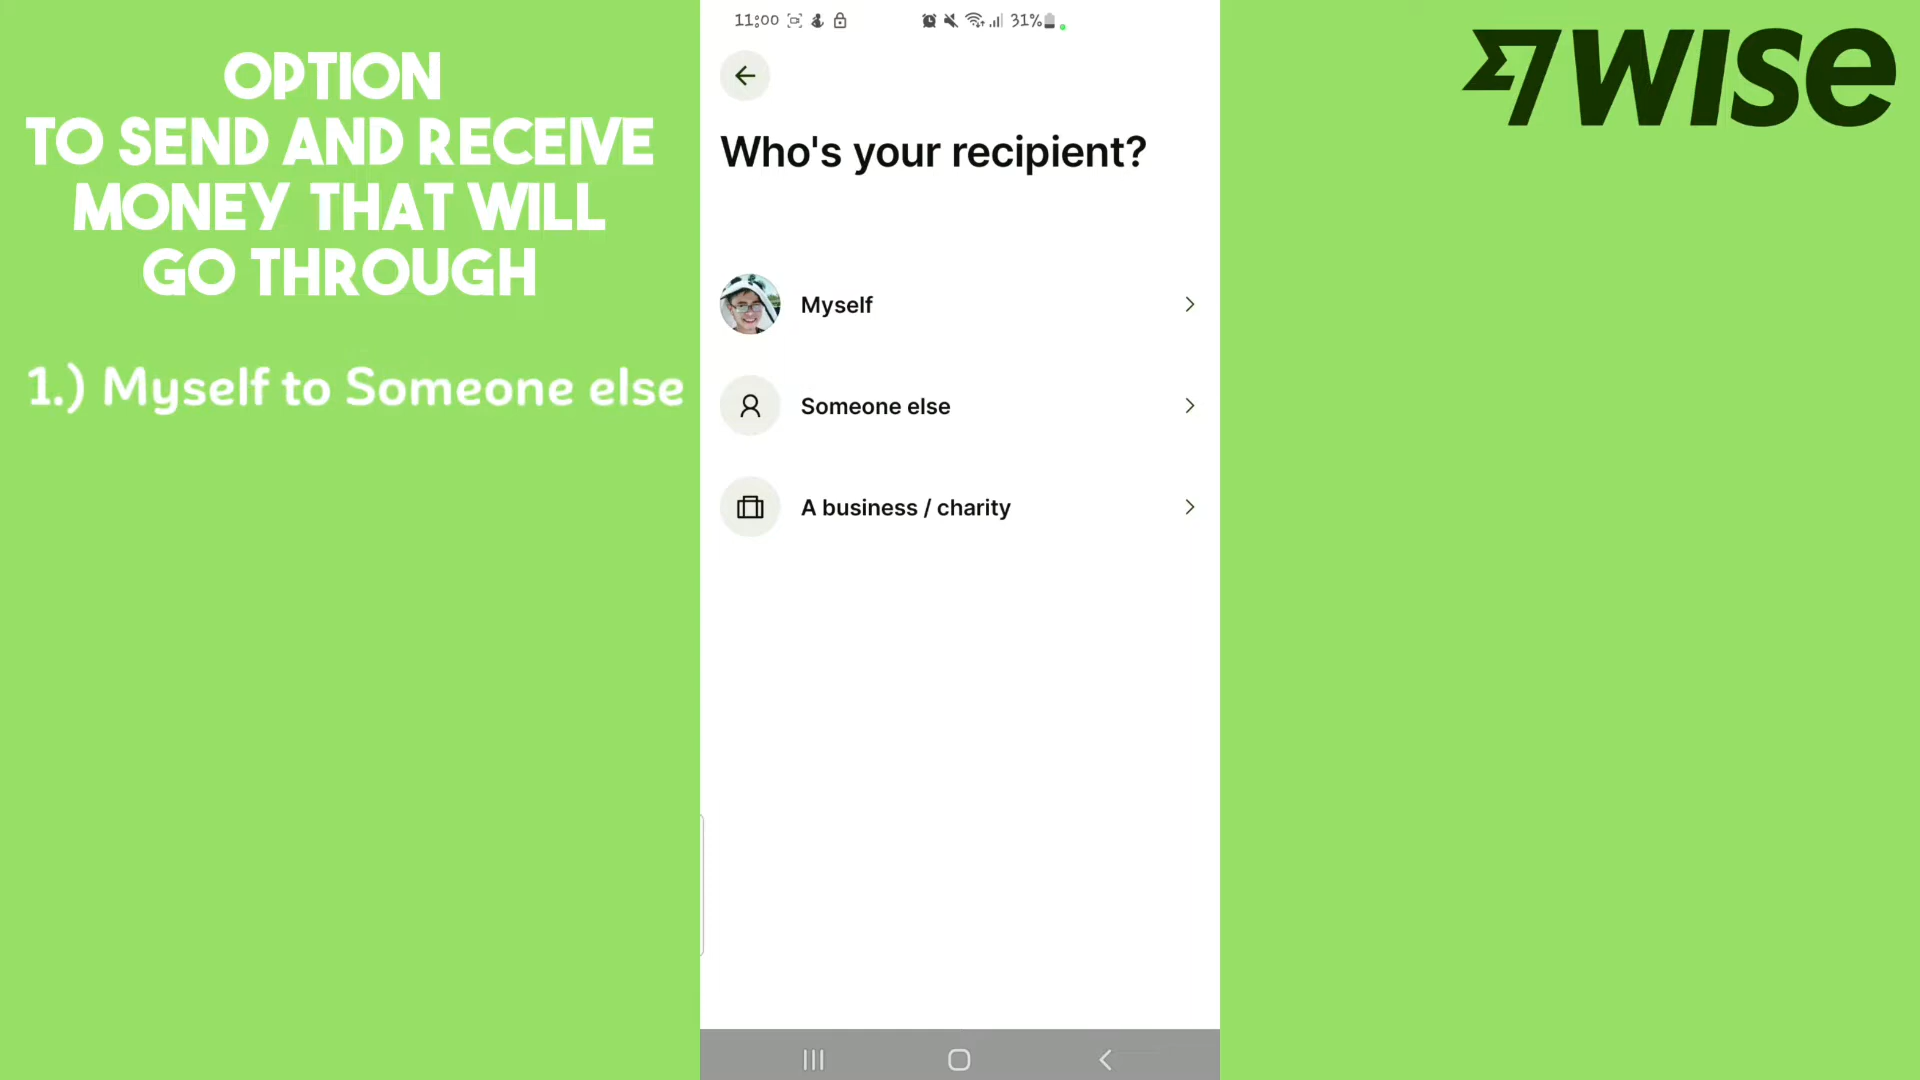 OPTION
TO SEND AND RECEIVE
MONEY THAT WILL
GO THROUGH
1.) Myself to Someone else
11:00
31%
Who's your recipient?
Myself
Someone else
A business / charity
WISE